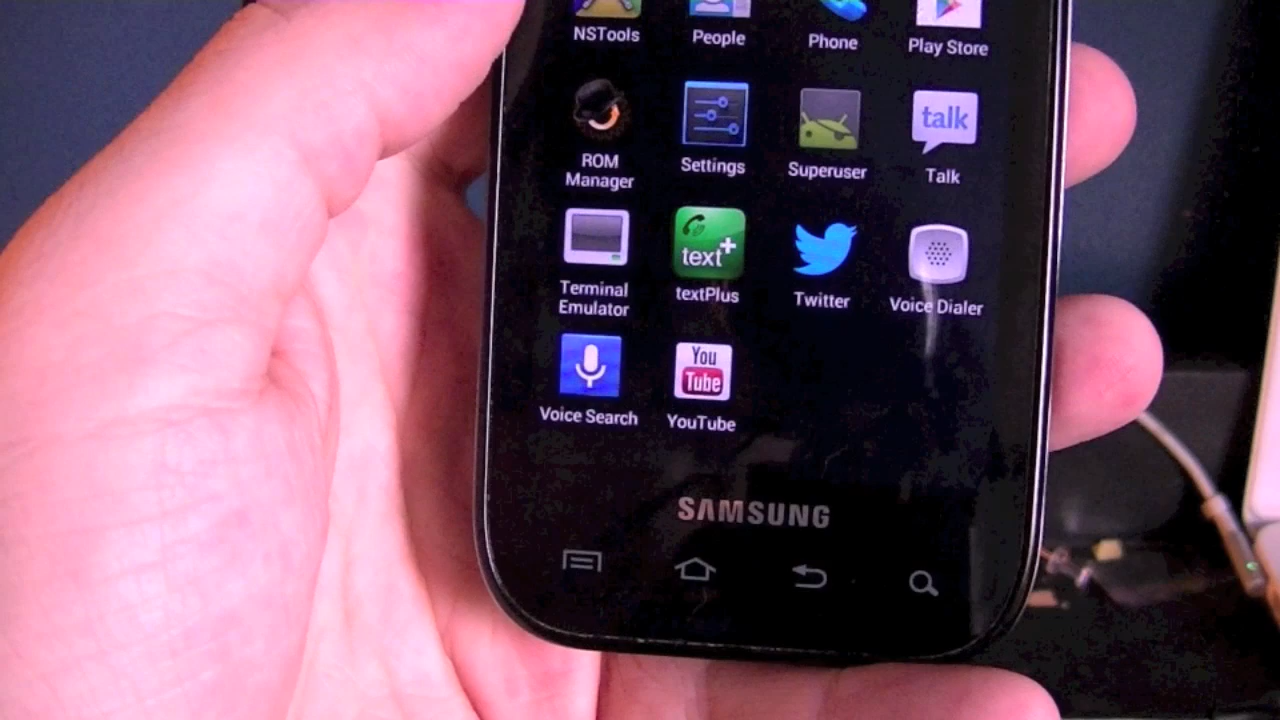 NSTools
People
Phone
Play Store
talk
ROM
Manager
Settings
Superuser
Talk
text+
Terminal
Emulator
textPlus
Twitter
Voice Dialer
You
Tube
Voice Search
YouTube
SAMSUNG